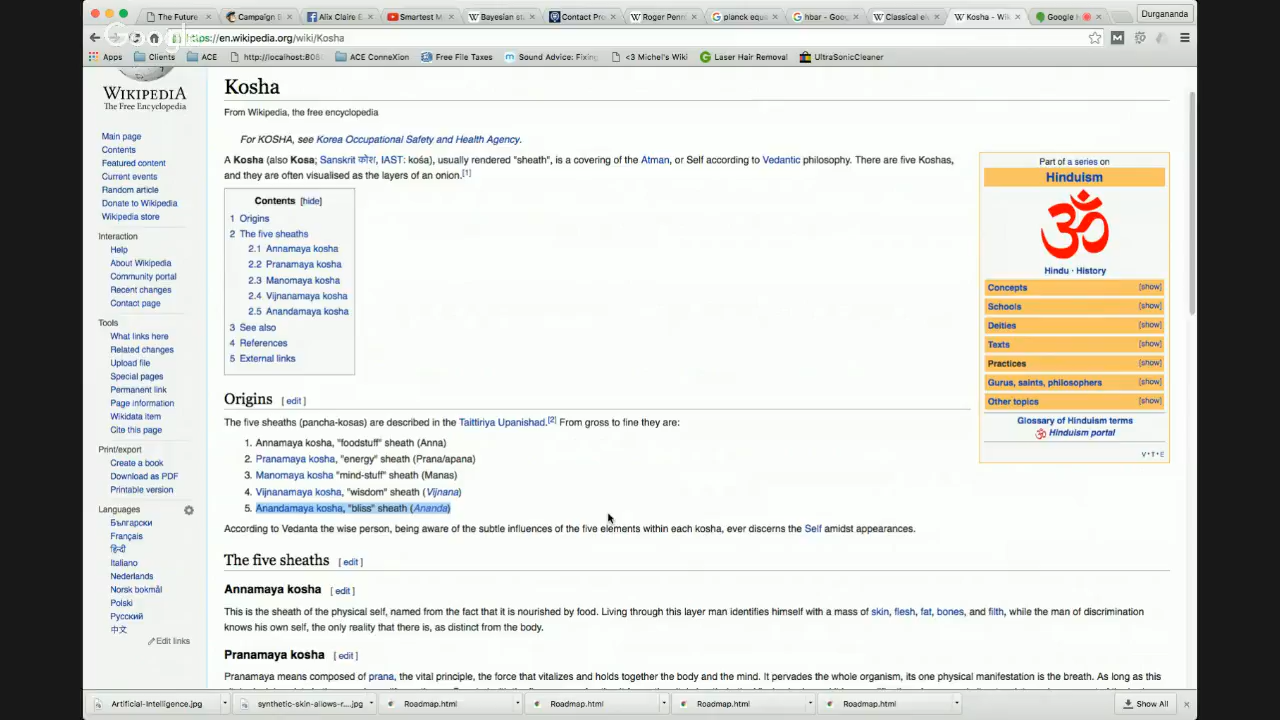 The Future
Campaign B
Alix Claire E
Smartest M
Bayesian st
Contact Pro
Roger Penr
planck equ
hbar - Goo
Classical el
Kosha - Wik
Google
Durgananda
https://en.wikipedia.org/wiki/Kosha
Apps
Clients
ACE
http://localhost:808
ACE ConneXion
Free File Taxes
Sound Advice: Fixing
<3 Michel's Wiki
Laser Hair Removal
UltraSonicCleaner
WIKIPEDIA
The Free Encyclopedia
Main page
Contents
Featured content
Current events
Random article
Donate to Wikipedia
Wikipedia store
Interaction
Help
About Wikipedia
Community portal
Recent changes
Contact page
Tools
What links here
Related changes
Upload file
Special pages
Permanent link
Page information
Wikidata item
Cite this page
Print/export
Create a book
Download as PDF
Printable version
Languages
Български
Français
हिन्दी
Italiano
Nederlands
Norsk bokmål
Polski
Русский
中文
Edit links
Kosha
From Wikipedia, the free encyclopedia
For KOSHA, see Korea Occupational Safety and Health Agency.
A Kosha (also Kosa; Sanskrit कोश, IAST: kośa), usually rendered "sheath", is a covering of the Atman, or Self according to Vedantic philosophy. There are five Koshas,
and they are often visualised as the layers of an onion.[1]
Contents [hide]
1 Origins
2 The five sheaths
2.1 Annamaya kosha
2.2 Pranamaya kosha
2.3 Manomaya kosha
2.4 Vijnanamaya kosha
2.5 Anandamaya kosha
3 See also
4 References
5 External links
Part of a series on
Hinduism
ॐ
Hindu · History
Concepts [show]
Schools [show]
Deities [show]
Texts [show]
Practices [show]
Gurus, saints, philosophers [show]
Other topics [show]
Glossary of Hinduism terms
Hinduism portal
V · T · E
Origins [ edit ]
The five sheaths (pancha-kosas) are described in the Taittiriya Upanishad.[2] From gross to fine they are:
1. Annamaya kosha, "foodstuff" sheath (Anna)
2. Pranamaya kosha, "energy" sheath (Prana/apana)
3. Manomaya kosha "mind-stuff" sheath (Manas)
4. Vijnanamaya kosha, "wisdom" sheath (Vijnana)
5. Anandamaya kosha, "bliss" sheath (Ananda)
According to Vedanta the wise person, being aware of the subtle influences of the five elements within each kosha, ever discerns the Self amidst appearances.
The five sheaths [ edit ]
Annamaya kosha [ edit ]
This is the sheath of the physical self, named from the fact that it is nourished by food. Living through this layer man identifies himself with a mass of skin, flesh, fat, bones, and filth, while the man of discrimination
knows his own self, the only reality that there is, as distinct from the body.
Pranamaya kosha [ edit ]
Pranamaya means composed of prana, the vital principle, the force that vitalizes and holds together the body and the mind. It pervades the whole organism, its one physical manifestation is the breath. As long as this
Artificial-Intelligence.jpg
synthetic-skin-allows-r....jpg
Roadmap.html
Roadmap.html
Roadmap.html
Roadmap.html
Show All